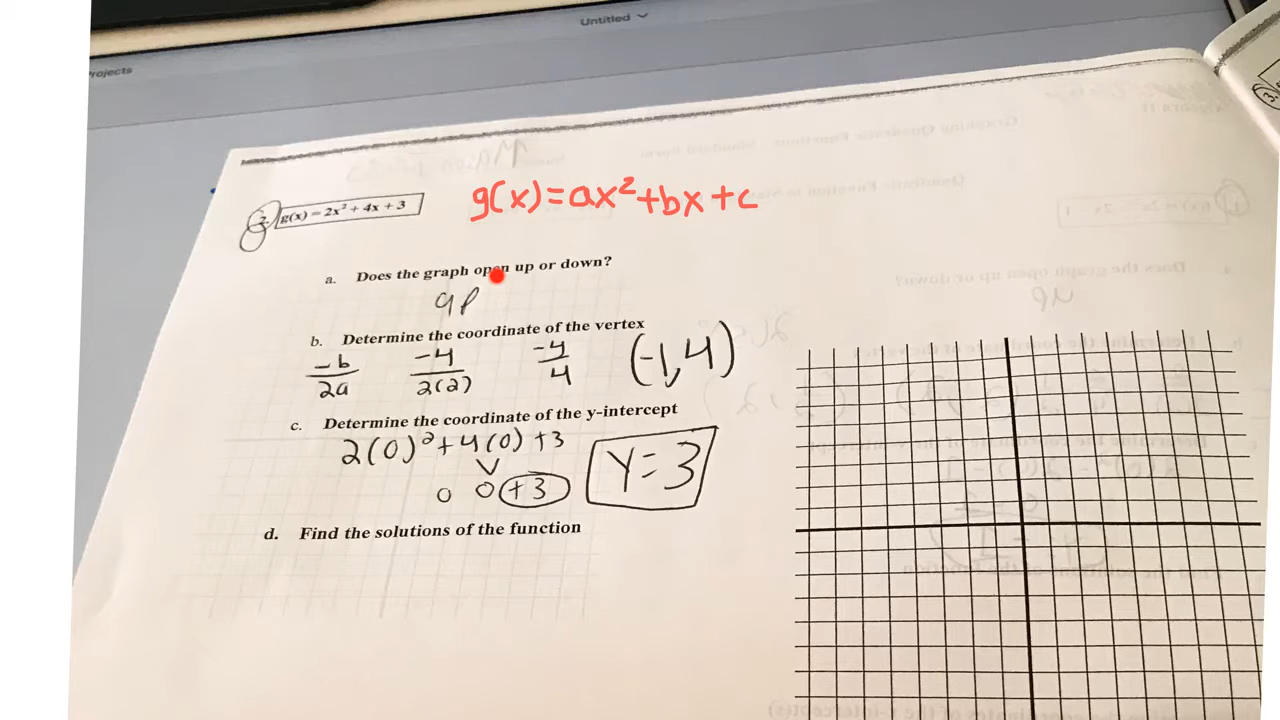 Untitled
Projects
g(x)=ax²+bx+c
2. g(x) = 2x² + 4x + 3
a. Does the graph open up or down?
up
b. Determine the coordinate of the vertex
-b/2a -4/2(2) -4/4 (-1,4)
c. Determine the coordinate of the y-intercept
2(0)²+4(0)+3
0 0+3 Y=3
d. Find the solutions of the function